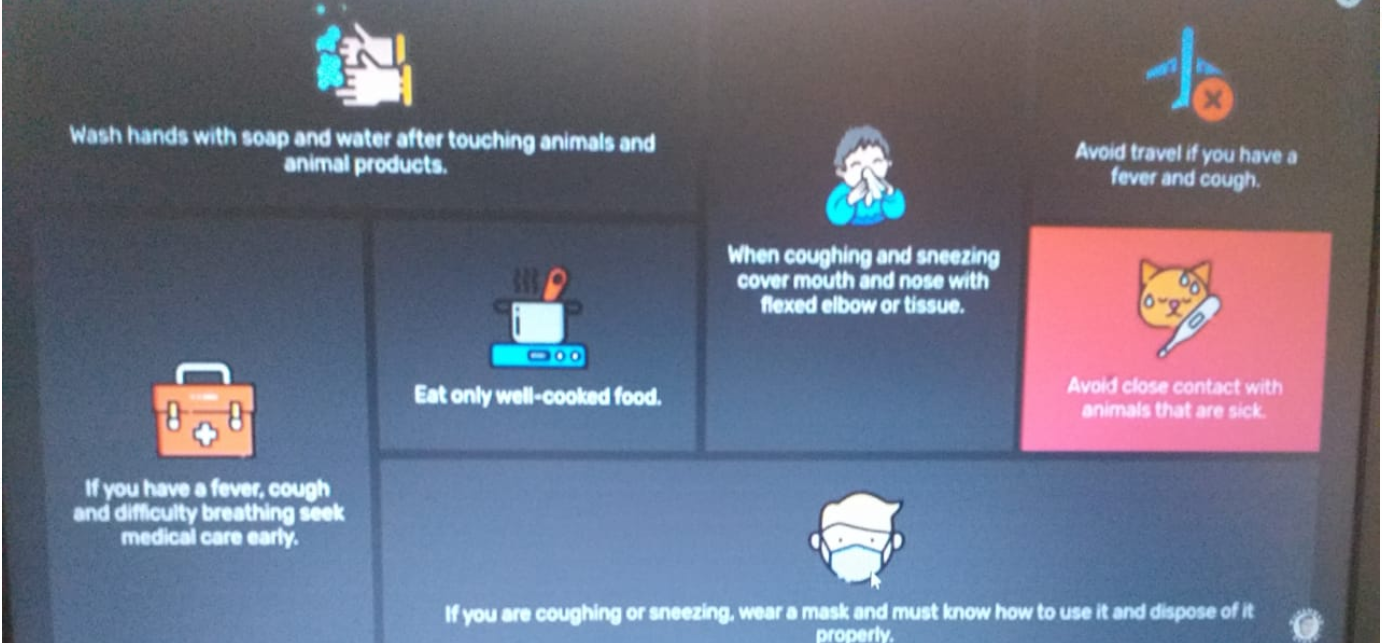 Wash hands with soap and water after touching animals and
animal products.
Avoid travel if you have a
fever and cough.
When coughing and sneezing
cover mouth and nose with
flexed elbow or tissue.
Eat only well-cooked food.
Avoid close contact with
animals that are sick.
If you have a fever, cough
and difficulty breathing seek
medical care early.
If you are coughing or sneezing, wear a mask and must know how to use it and dispose of it
properly.